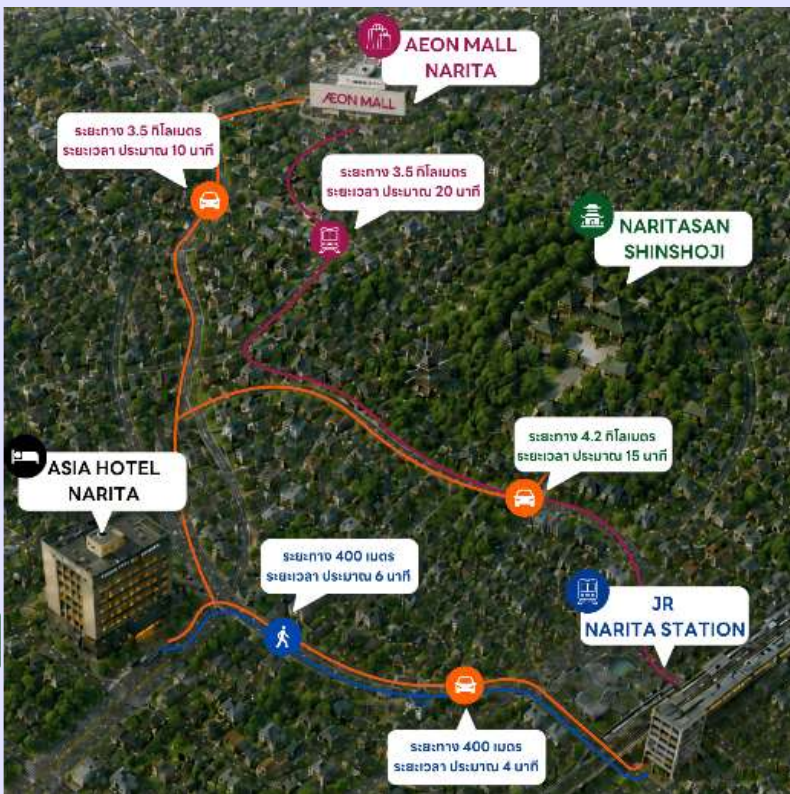 AEON MALL
NARITA
ÆON MALL
ระยะทาง 3.5 กิโลเมตร
ระยะเวลา ประมาณ 10 นาที
ระยะทาง 3.5 กิโลเมตร
ระยะเวลา ประมาณ 20 นาที
NARITASAN
SHINSHOJI
ระยะทาง 4.2 กิโลเมตร
ระยะเวลา ประมาณ 15 นาที
ASIA HOTEL
NARITA
ระยะทาง 400 เมตร
ระยะเวลา ประมาณ 6 นาที
JR
NARITA STATION
ระยะทาง 400 เมตร
ระยะเวลา ประมาณ 4 นาที